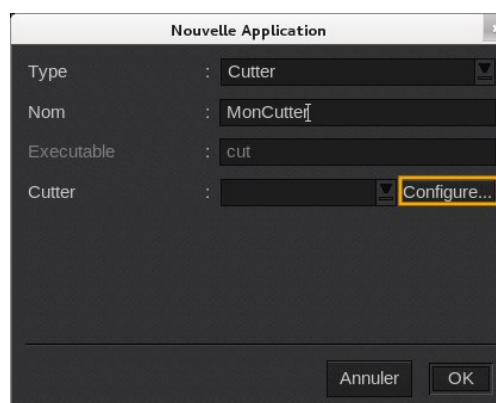 Nouvelle Application
Type : Cutter
Nom : MonCutter
Executable : cut
Cutter : Configure...
Annuler OK